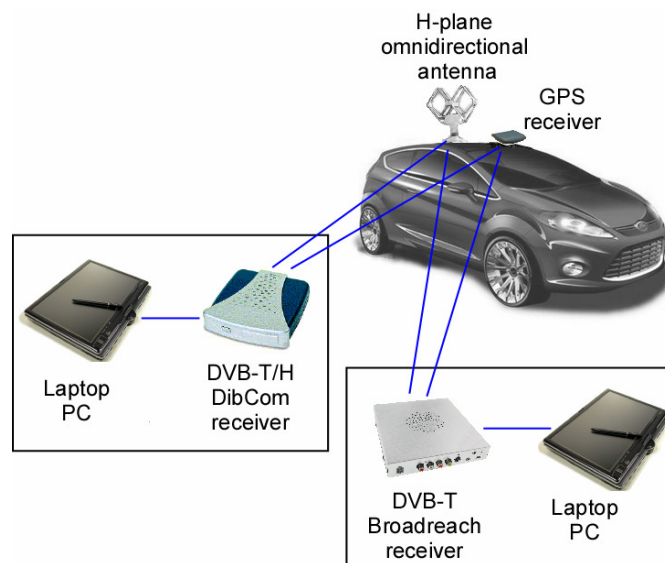 H-plane
omnidirectional
antenna
GPS
receiver
Laptop
PC
DVB-T/H
DibCom
receiver
DVB-T
Broadreach
receiver
Laptop
PC